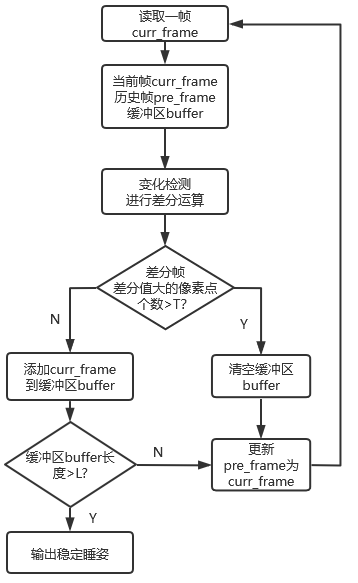 读取一帧
curr_frame
当前帧curr_frame
历史帧pre_frame
缓冲区buffer
变化检测
进行差分运算
差分帧
差分值大的像素点
个数>T?
N
Y
添加curr_frame
到缓冲区buffer
清空缓冲区
buffer
缓冲区buffer长
度>L?
N
更新
pre_frame为
curr_frame
Y
输出稳定睡姿